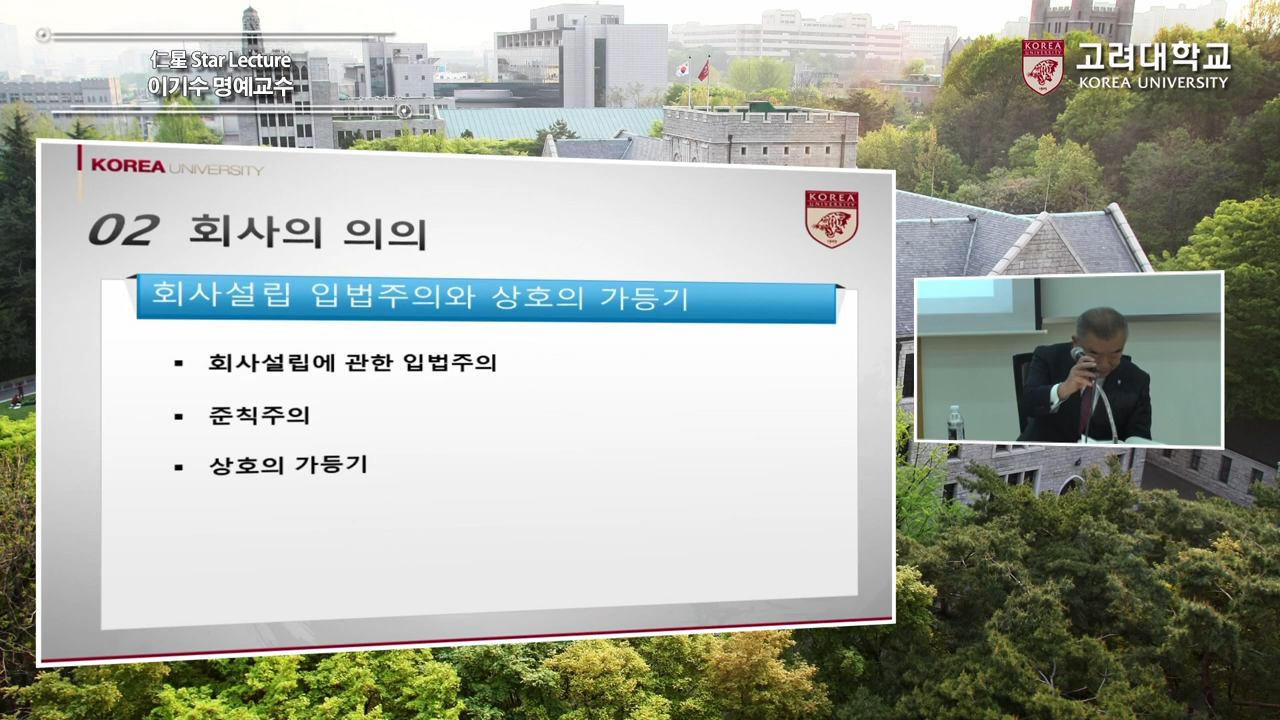 仁星 Star Lecture
이기수 명예교수
KOREA UNIVERSITY
고려대학교
KOREA UNIVERSITY
KOREA UNIVERSITY
KOREA UNIVERSITY
02 회사의 의의
회사설립 입법주의와 상호의 가등기
▪ 회사설립에 관한 입법주의
▪ 준칙주의
▪ 상호의 가등기